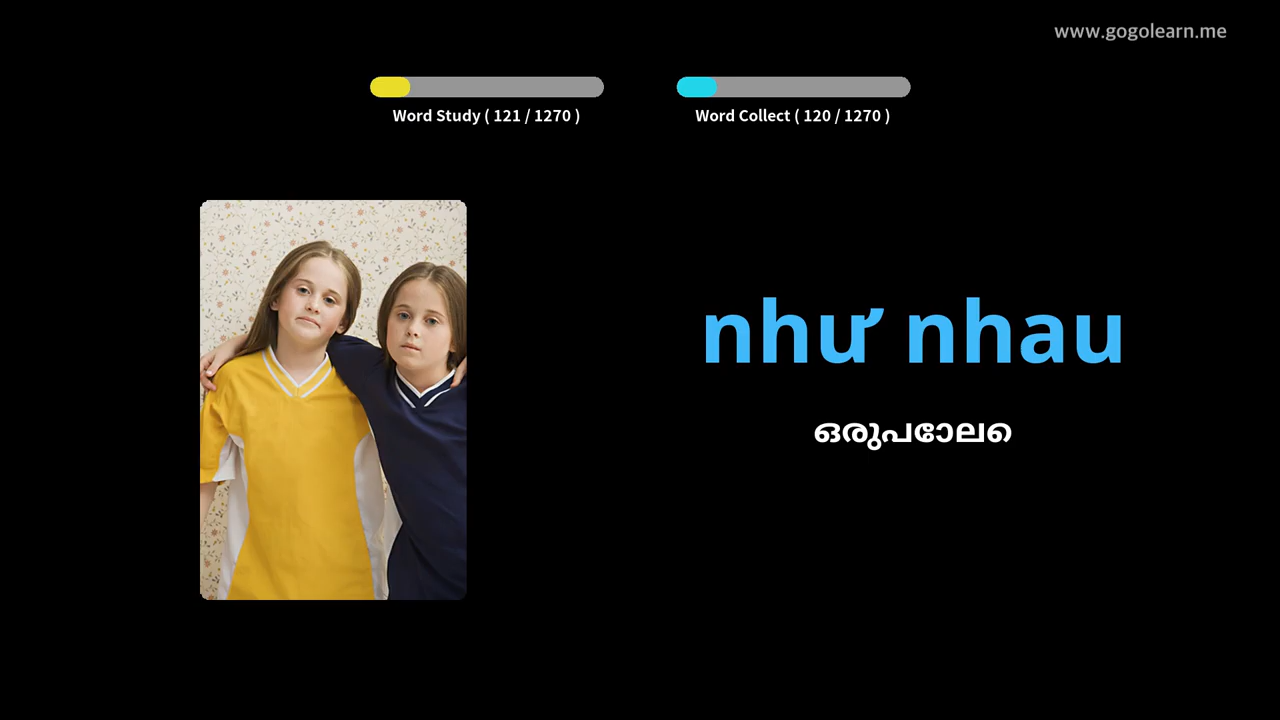 www.gogolearn.me
Word Study ( 121 / 1270 )
Word Collect ( 120 / 1270 )
như nhau
ഒരുപോലെ